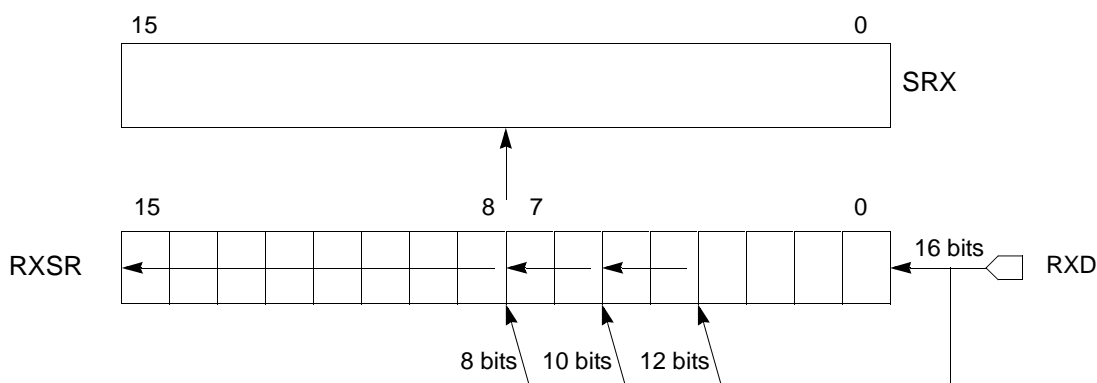 15 0
SRX
15 8 7 0
16 bits
RXSR RXD
8 bits 10 bits 12 bits